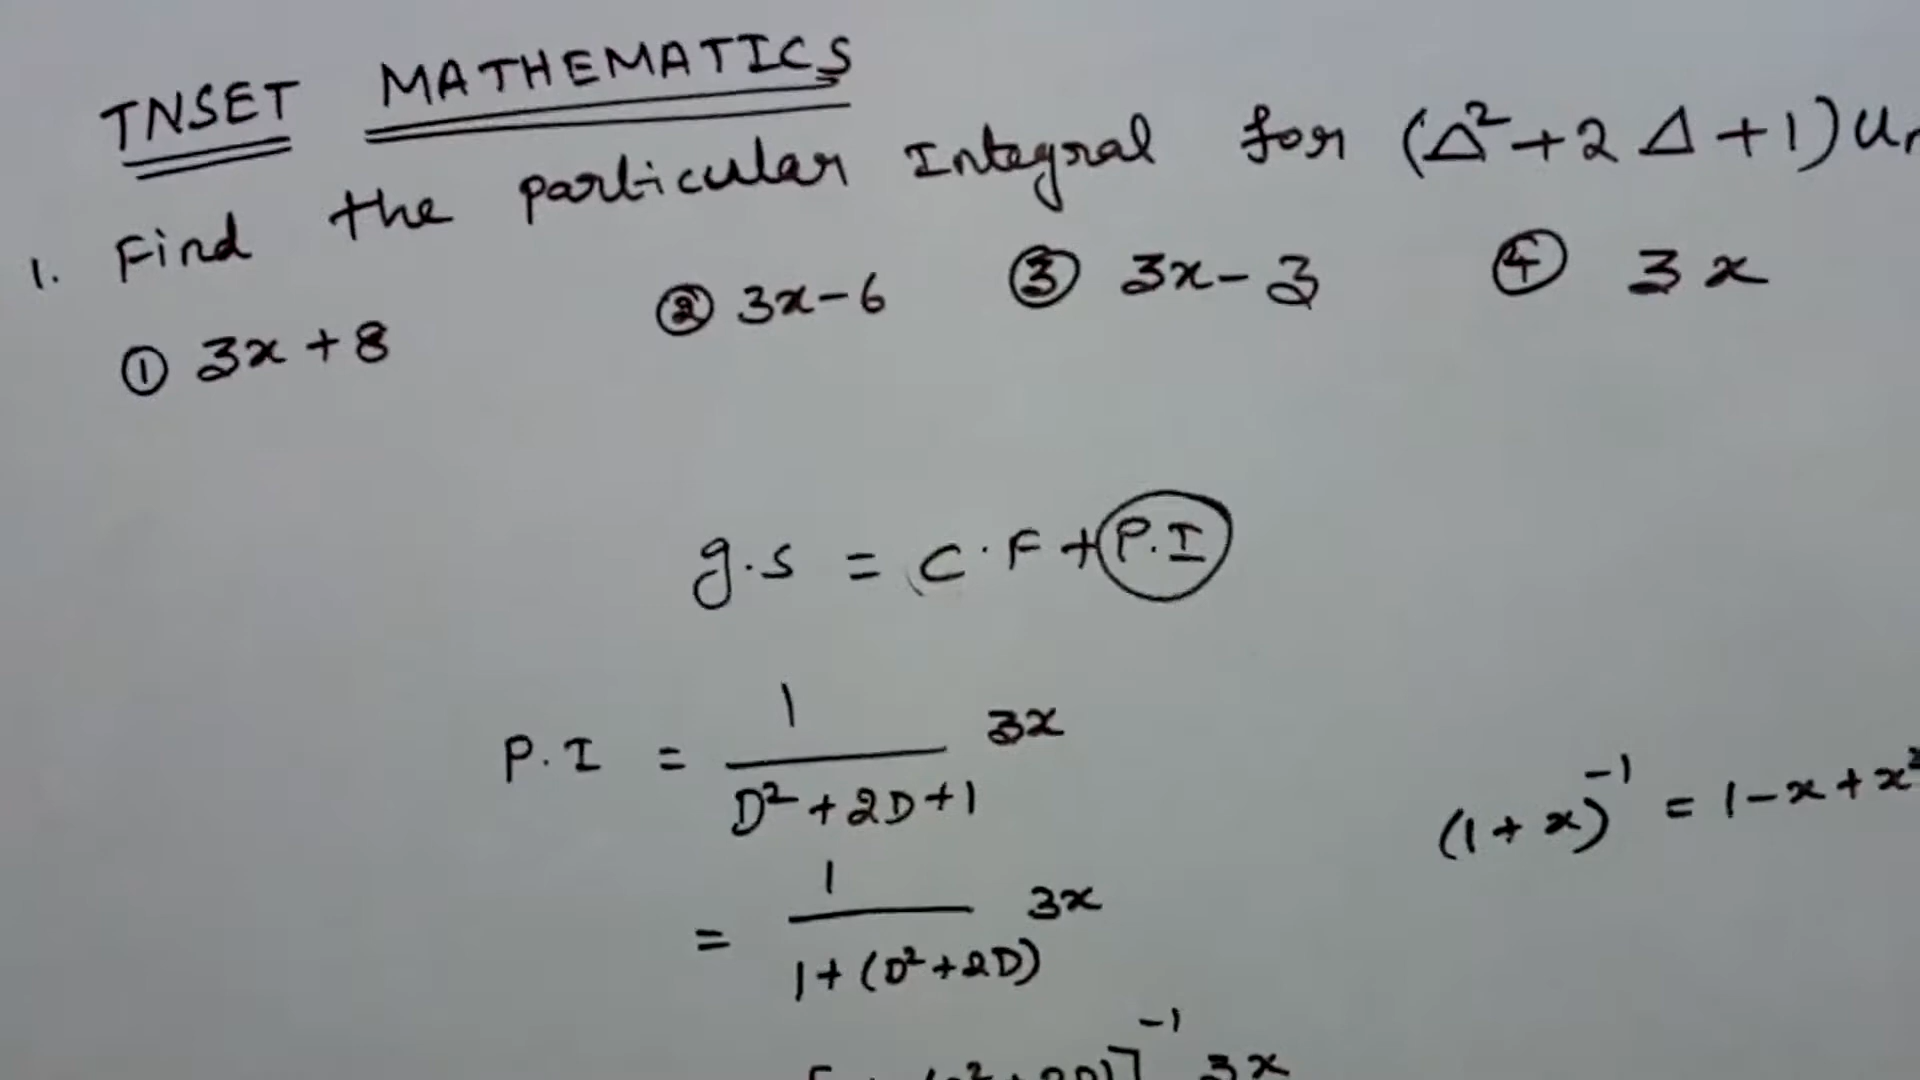 TNSET MATHEMATICS
1. Find the particular Integral for (Δ²+2Δ+1)U
① 3x+8 ② 3x-6 ③ 3x-3 ④ 3x
g.s = C.F+P.I
P.I = 1/(D²+2D+1) 3x
(1+x)⁻¹ = 1-x+x²
= 1/(1+(D²+2D)) 3x